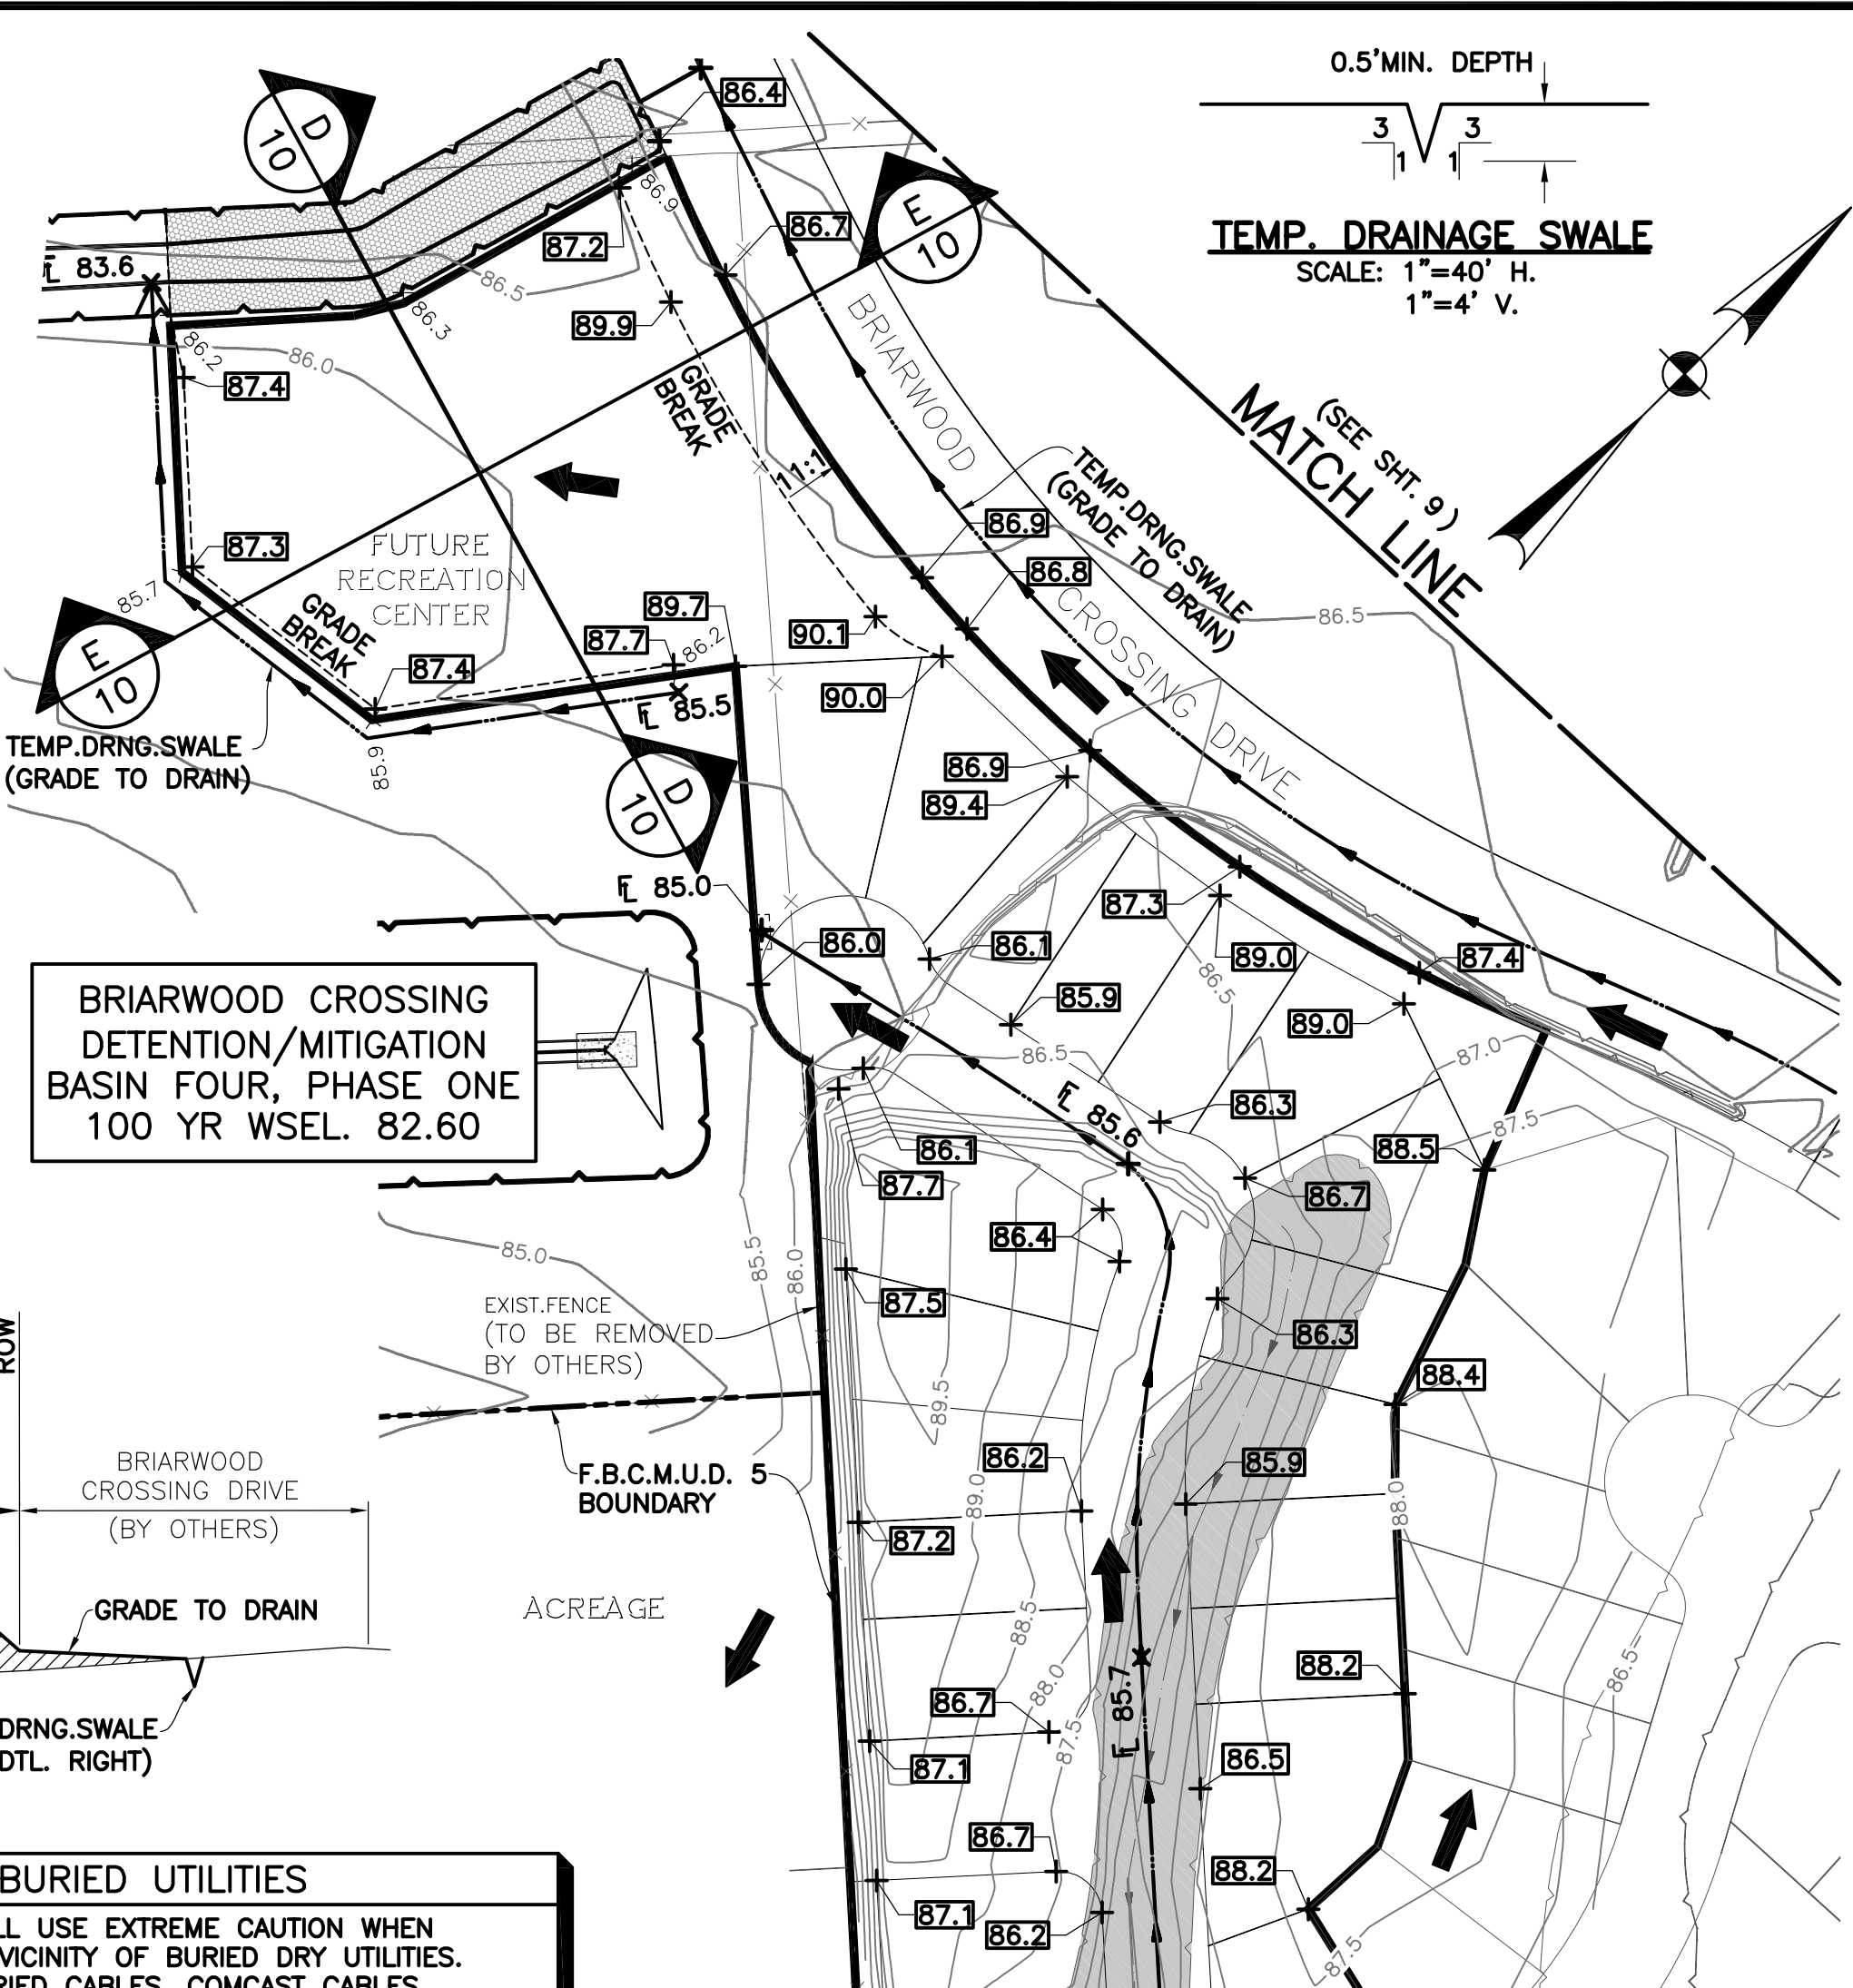 0.5'MIN. DEPTH
3
3
1
1
TEMP. DRAINAGE SWALE
SCALE: 1"=40' H.
1"=4' V.
86.4
D
10
86.9
86.7
E
10
87.2
℄ 83.6
86.5
89.9
86.3
86.2
86.0
87.4
BRIARWOOD
GRADE
BREAK
11:1
(SEE SHT. 9)
MATCH LINE
TEMP.DRNG.SWALE
(GRADE TO DRAIN)
86.9
87.3
FUTURE
RECREATION
CENTER
86.8
85.7
CROSSING DRIVE
86.5
GRADE
BREAK
89.7
87.7
86.2
90.1
E
10
87.4
90.0
℄ 85.5
TEMP.DRNG.SWALE
(GRADE TO DRAIN)
85.9
86.9
89.4
D
10
℄ 85.0
87.3
86.0
86.1
89.0
87.4
86.5
85.9
89.0
BRIARWOOD CROSSING
DETENTION/MITIGATION
BASIN FOUR, PHASE ONE
100 YR WSEL. 82.60
86.5
87.0
℄ 85.6
86.3
87.5
86.1
88.5
87.7
86.7
86.4
85.0
85.5
86.0
87.5
EXIST.FENCE
(TO BE REMOVED
BY OTHERS)
86.3
ROW
88.4
89.5
BRIARWOOD
CROSSING DRIVE
(BY OTHERS)
F.B.C.M.U.D. 5
BOUNDARY
86.2
85.9
89.0
88.0
87.2
GRADE TO DRAIN
ACREAGE
88.5
88.2
86.5
88.0
86.7
℄ 85.7
87.5
DRNG.SWALE
DTL. RIGHT)
87.1
86.5
86.7
88.2
87.1
86.2
87.5
BURIED UTILITIES
LL USE EXTREME CAUTION WHEN
VICINITY OF BURIED DRY UTILITIES.
RIED CABLES, COMCAST CABLES